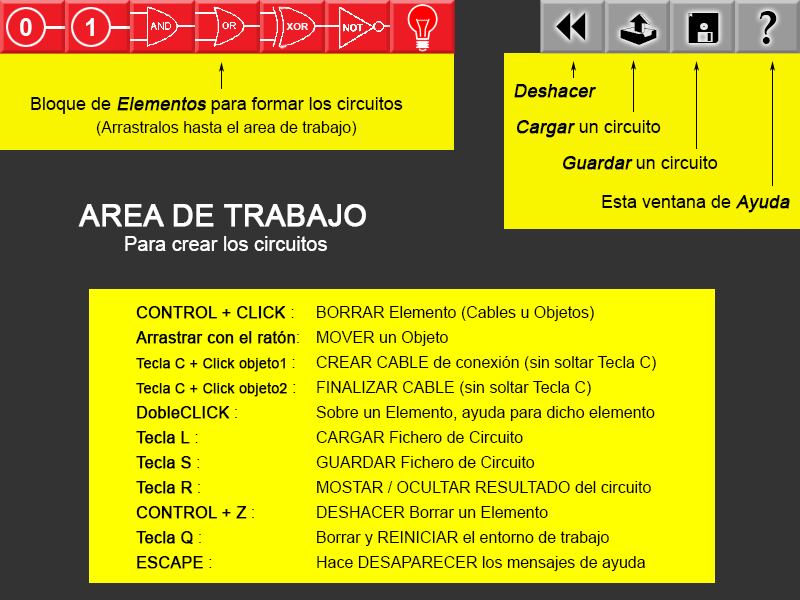 0 1 AND OR XOR NOT ?
Bloque de Elementos para formar los circuitos
(Arrastralos hasta el area de trabajo)
Deshacer
Cargar un circuito
Guardar un circuito
Esta ventana de Ayuda
AREA DE TRABAJO
Para crear los circuitos
CONTROL + CLICK : BORRAR Elemento (Cables u Objetos)
Arrastrar con el ratón: MOVER un Objeto
Tecla C + Click objeto1 : CREAR CABLE de conexión (sin soltar Tecla C)
Tecla C + Click objeto2 : FINALIZAR CABLE (sin soltar Tecla C)
DobleCLICK : Sobre un Elemento, ayuda para dicho elemento
Tecla L : CARGAR Fichero de Circuito
Tecla S : GUARDAR Fichero de Circuito
Tecla R : MOSTAR / OCULTAR RESULTADO del circuito
CONTROL + Z : DESHACER Borrar un Elemento
Tecla Q : Borrar y REINICIAR el entorno de trabajo
ESCAPE : Hace DESAPARECER los mensajes de ayuda